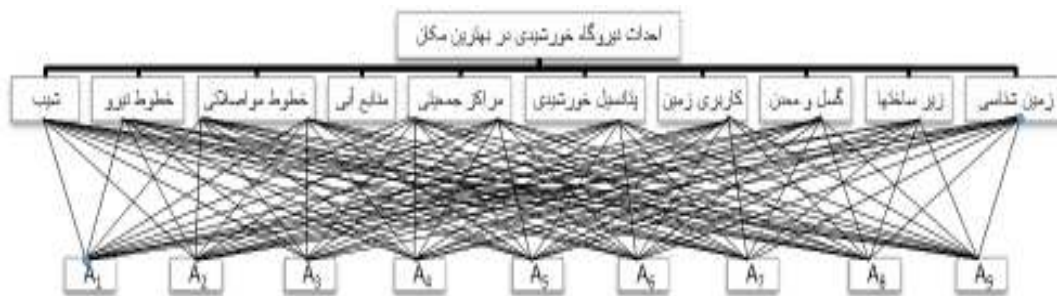 احداث نیروگاه خورشیدی در بهترین مکان
زمین شناسی زیر ساختها گسل و معدن کاربری زمین پتانسیل خورشیدی مراکز جمعیتی منابع آبی خطوط مواصلاتی خطوط نیرو شیب
A1 A2 A3 A4 A5 A6 A7 A8 A9